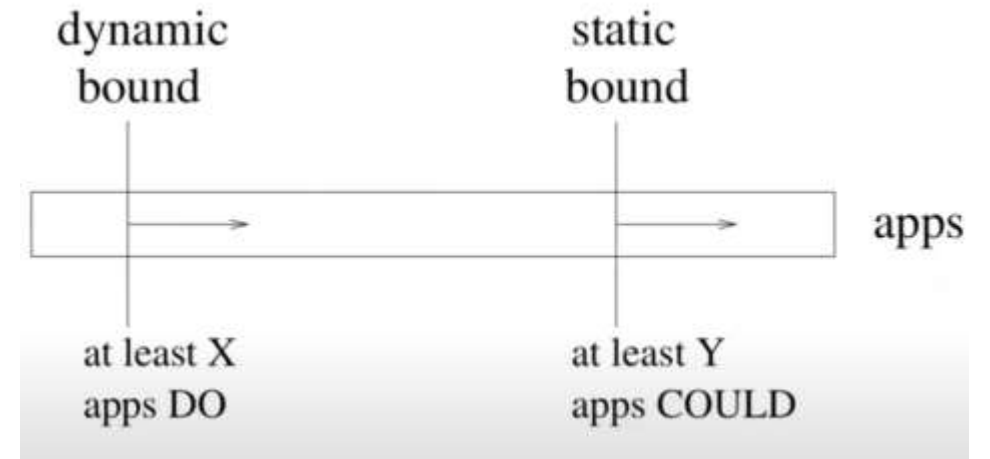 dynamic
bound
static
bound
apps
at least X
apps DO
at least Y
apps COULD